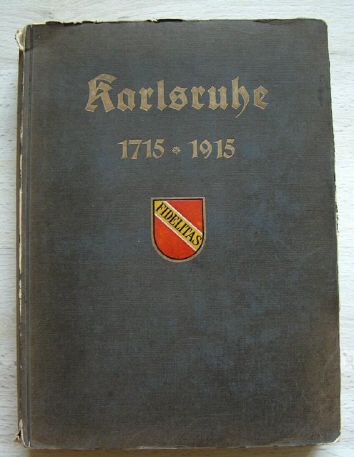 Karlsruhe
1715 * 1915
FIDELITAS